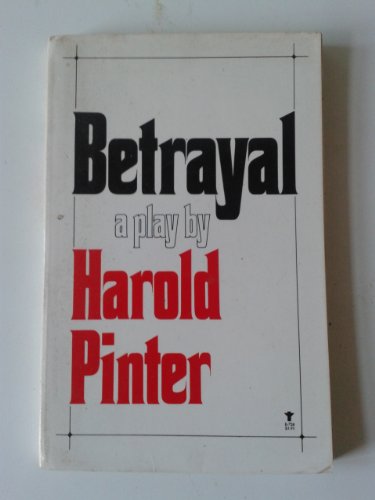 Betrayal
a play by
Harold
Pinter